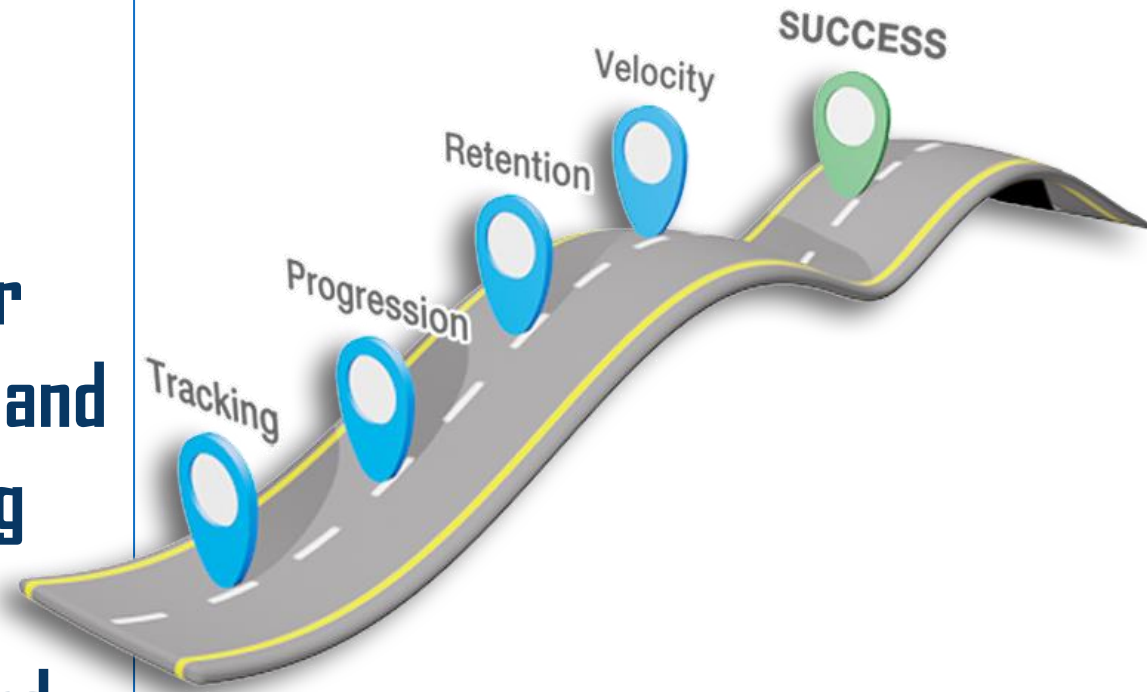 SUCCESS
Velocity
Retention
Progression
Tracking
and